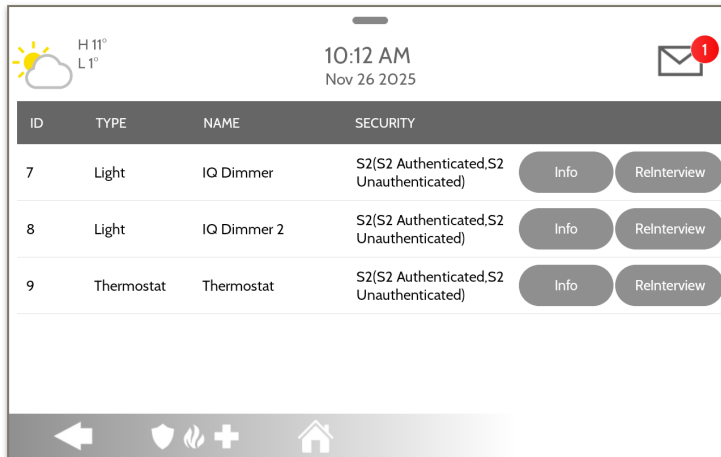 H 11°
L 1°
10:12 AM
Nov 26 2025
1
ID TYPE NAME SECURITY
7 Light IQ Dimmer S2(S2 Authenticated,S2
Unauthenticated) Info ReInterview
8 Light IQ Dimmer 2 S2(S2 Authenticated,S2
Unauthenticated) Info ReInterview
9 Thermostat Thermostat S2(S2 Authenticated,S2
Unauthenticated) Info ReInterview